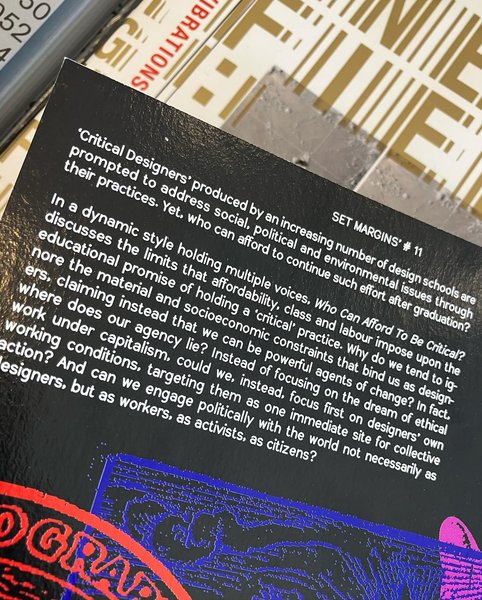 60
952
4
VIBRATIONS
SET MARGINS' # 11
'Critical Designers' produced by an increasing number of design schools are
prompted to address social, political and environmental issues through
their practices. Yet, who can afford to continue such effort after graduation?
In a dynamic style holding multiple voices, Who Can Afford To Be Critical?
discusses the limits that affordability, class and labour impose upon the
educational promise of holding a 'critical' practice. Why do we tend to ig-
nore the material and socioeconomic constraints that bind us as design-
ers, claiming instead that we can be powerful agents of change? In fact,
where does our agency lie? Instead of focusing on the dream of ethical
work under capitalism, could we, instead, focus first on designers' own
working conditions, targeting them as one immediate site for collective
action? And can we engage politically with the world not necessarily as
designers, but as workers, as activists, as citizens?
OGRAP